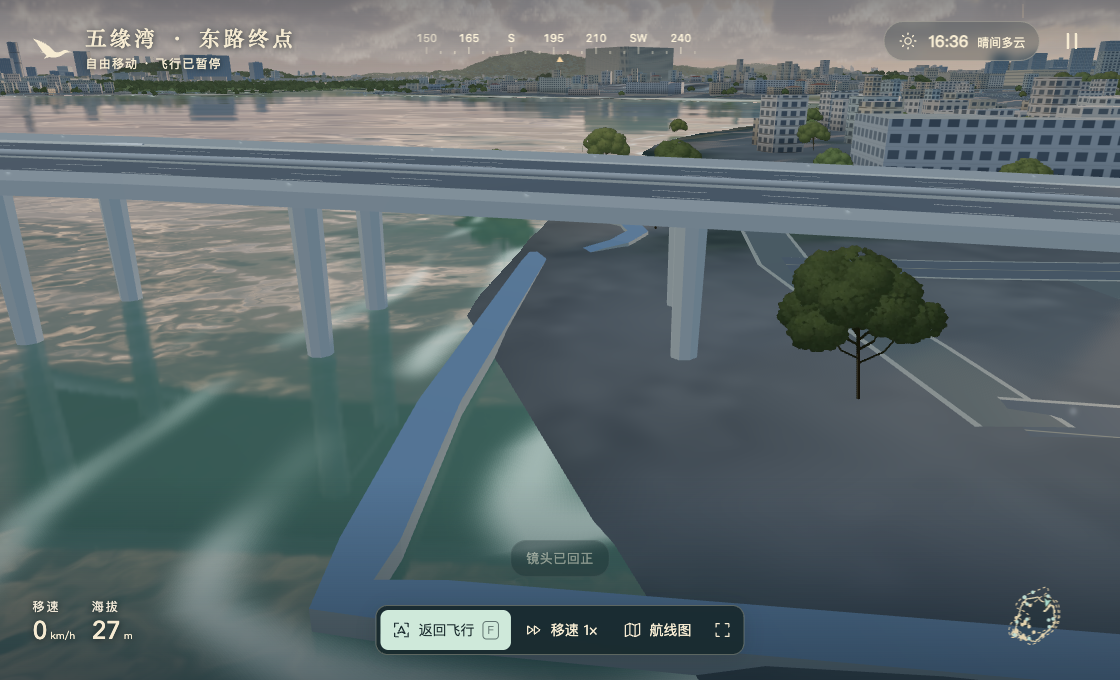 五缘湾 · 东路终点
自由移动 飞行已暂停
150 165 S 195 210 SW 240
16:36 晴间多云
镜头已回正
移速 海拔
0 km/h 27 m
返回飞行 F 移速 1× 航线图